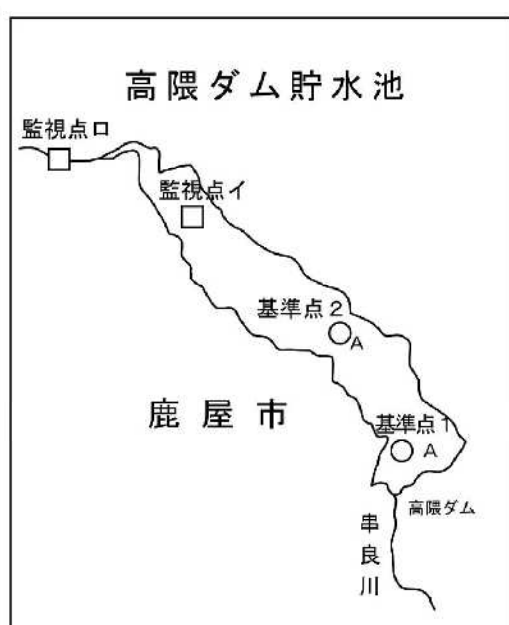 高隈ダム貯水池
監視点ロ
監視点イ
基準点2
A
鹿屋市
基準点1
A
高隈ダム
串良川